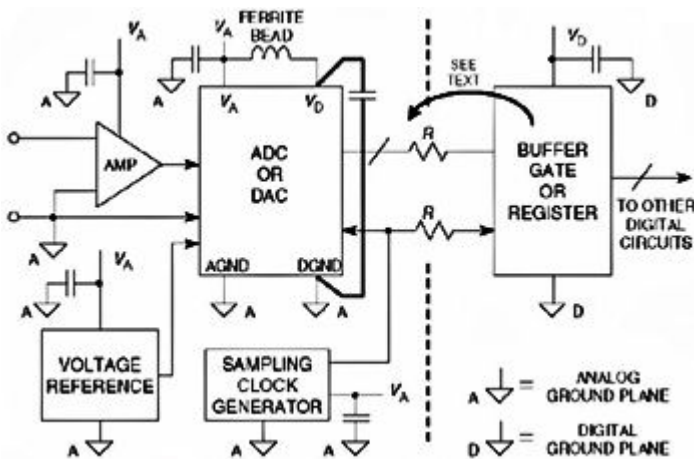 FERRITE
BEAD
VA
VA
VA
VD
SEE
TEXT
VD
A
A
D
AMP
VA
VD
ADC
OR
DAC
R
BUFFER
GATE
OR
REGISTER
R
TO OTHER
DIGITAL
CIRCUITS
A
VA
AGND
DGND
A
A
A
D
VOLTAGE
REFERENCE
SAMPLING
CLOCK
GENERATOR
VA
A
A
A
A = ANALOG
GROUND PLANE
D = DIGITAL
GROUND PLANE